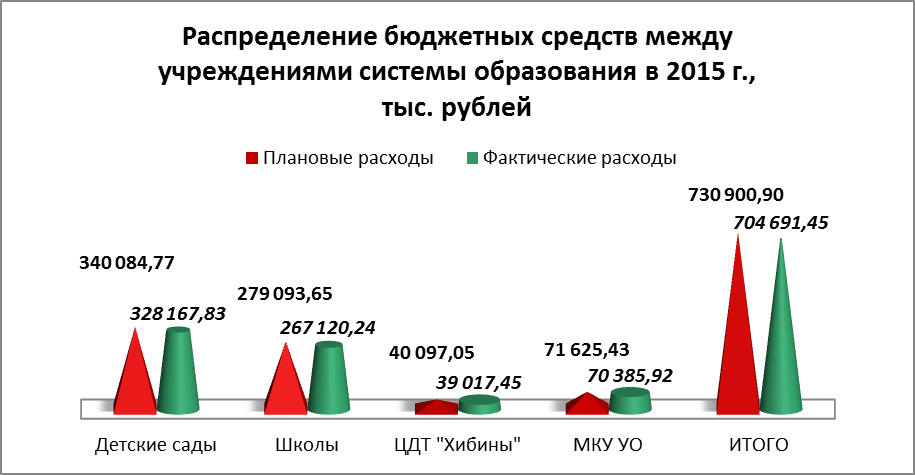 Распределение бюджетных средств между
учреждениями системы образования в 2015 г.,
тыс. рублей
Плановые расходы Фактические расходы
730 900,90
704 691,45
340 084,77
328 167,83
279 093,65
267 120,24
40 097,05
39 017,45
71 625,43
70 385,92
Детские сады Школы ЦДТ "Хибины" МКУ УО ИТОГО